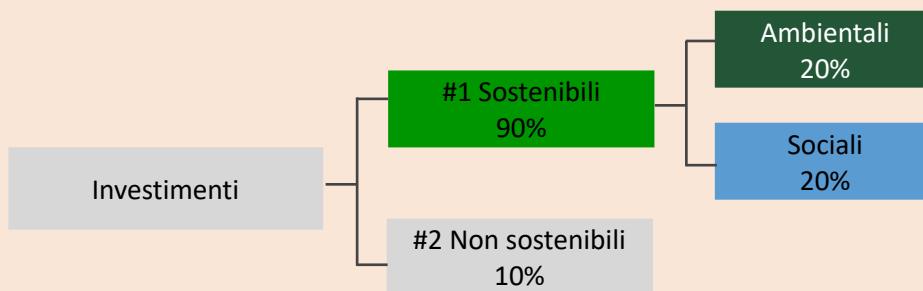 Investimenti
#1 Sostenibili
90%
#2 Non sostenibili
10%
Ambientali
20%
Sociali
20%